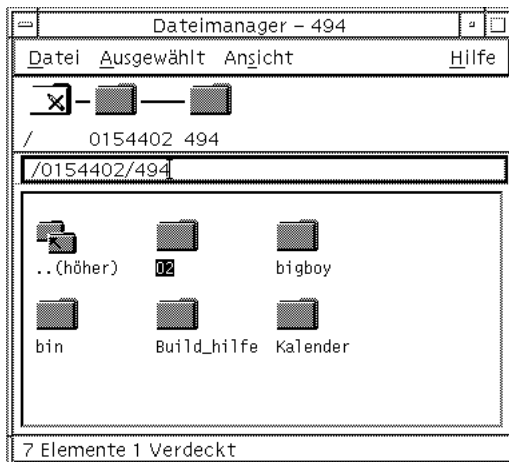 Dateimanager – 494
Datei Ausgewählt Ansicht Hilfe
/ 0154402 494
/0154402/494
..(höher) 02 bigboy
bin Build_hilfe Kalender
7 Elemente 1 Verdeckt